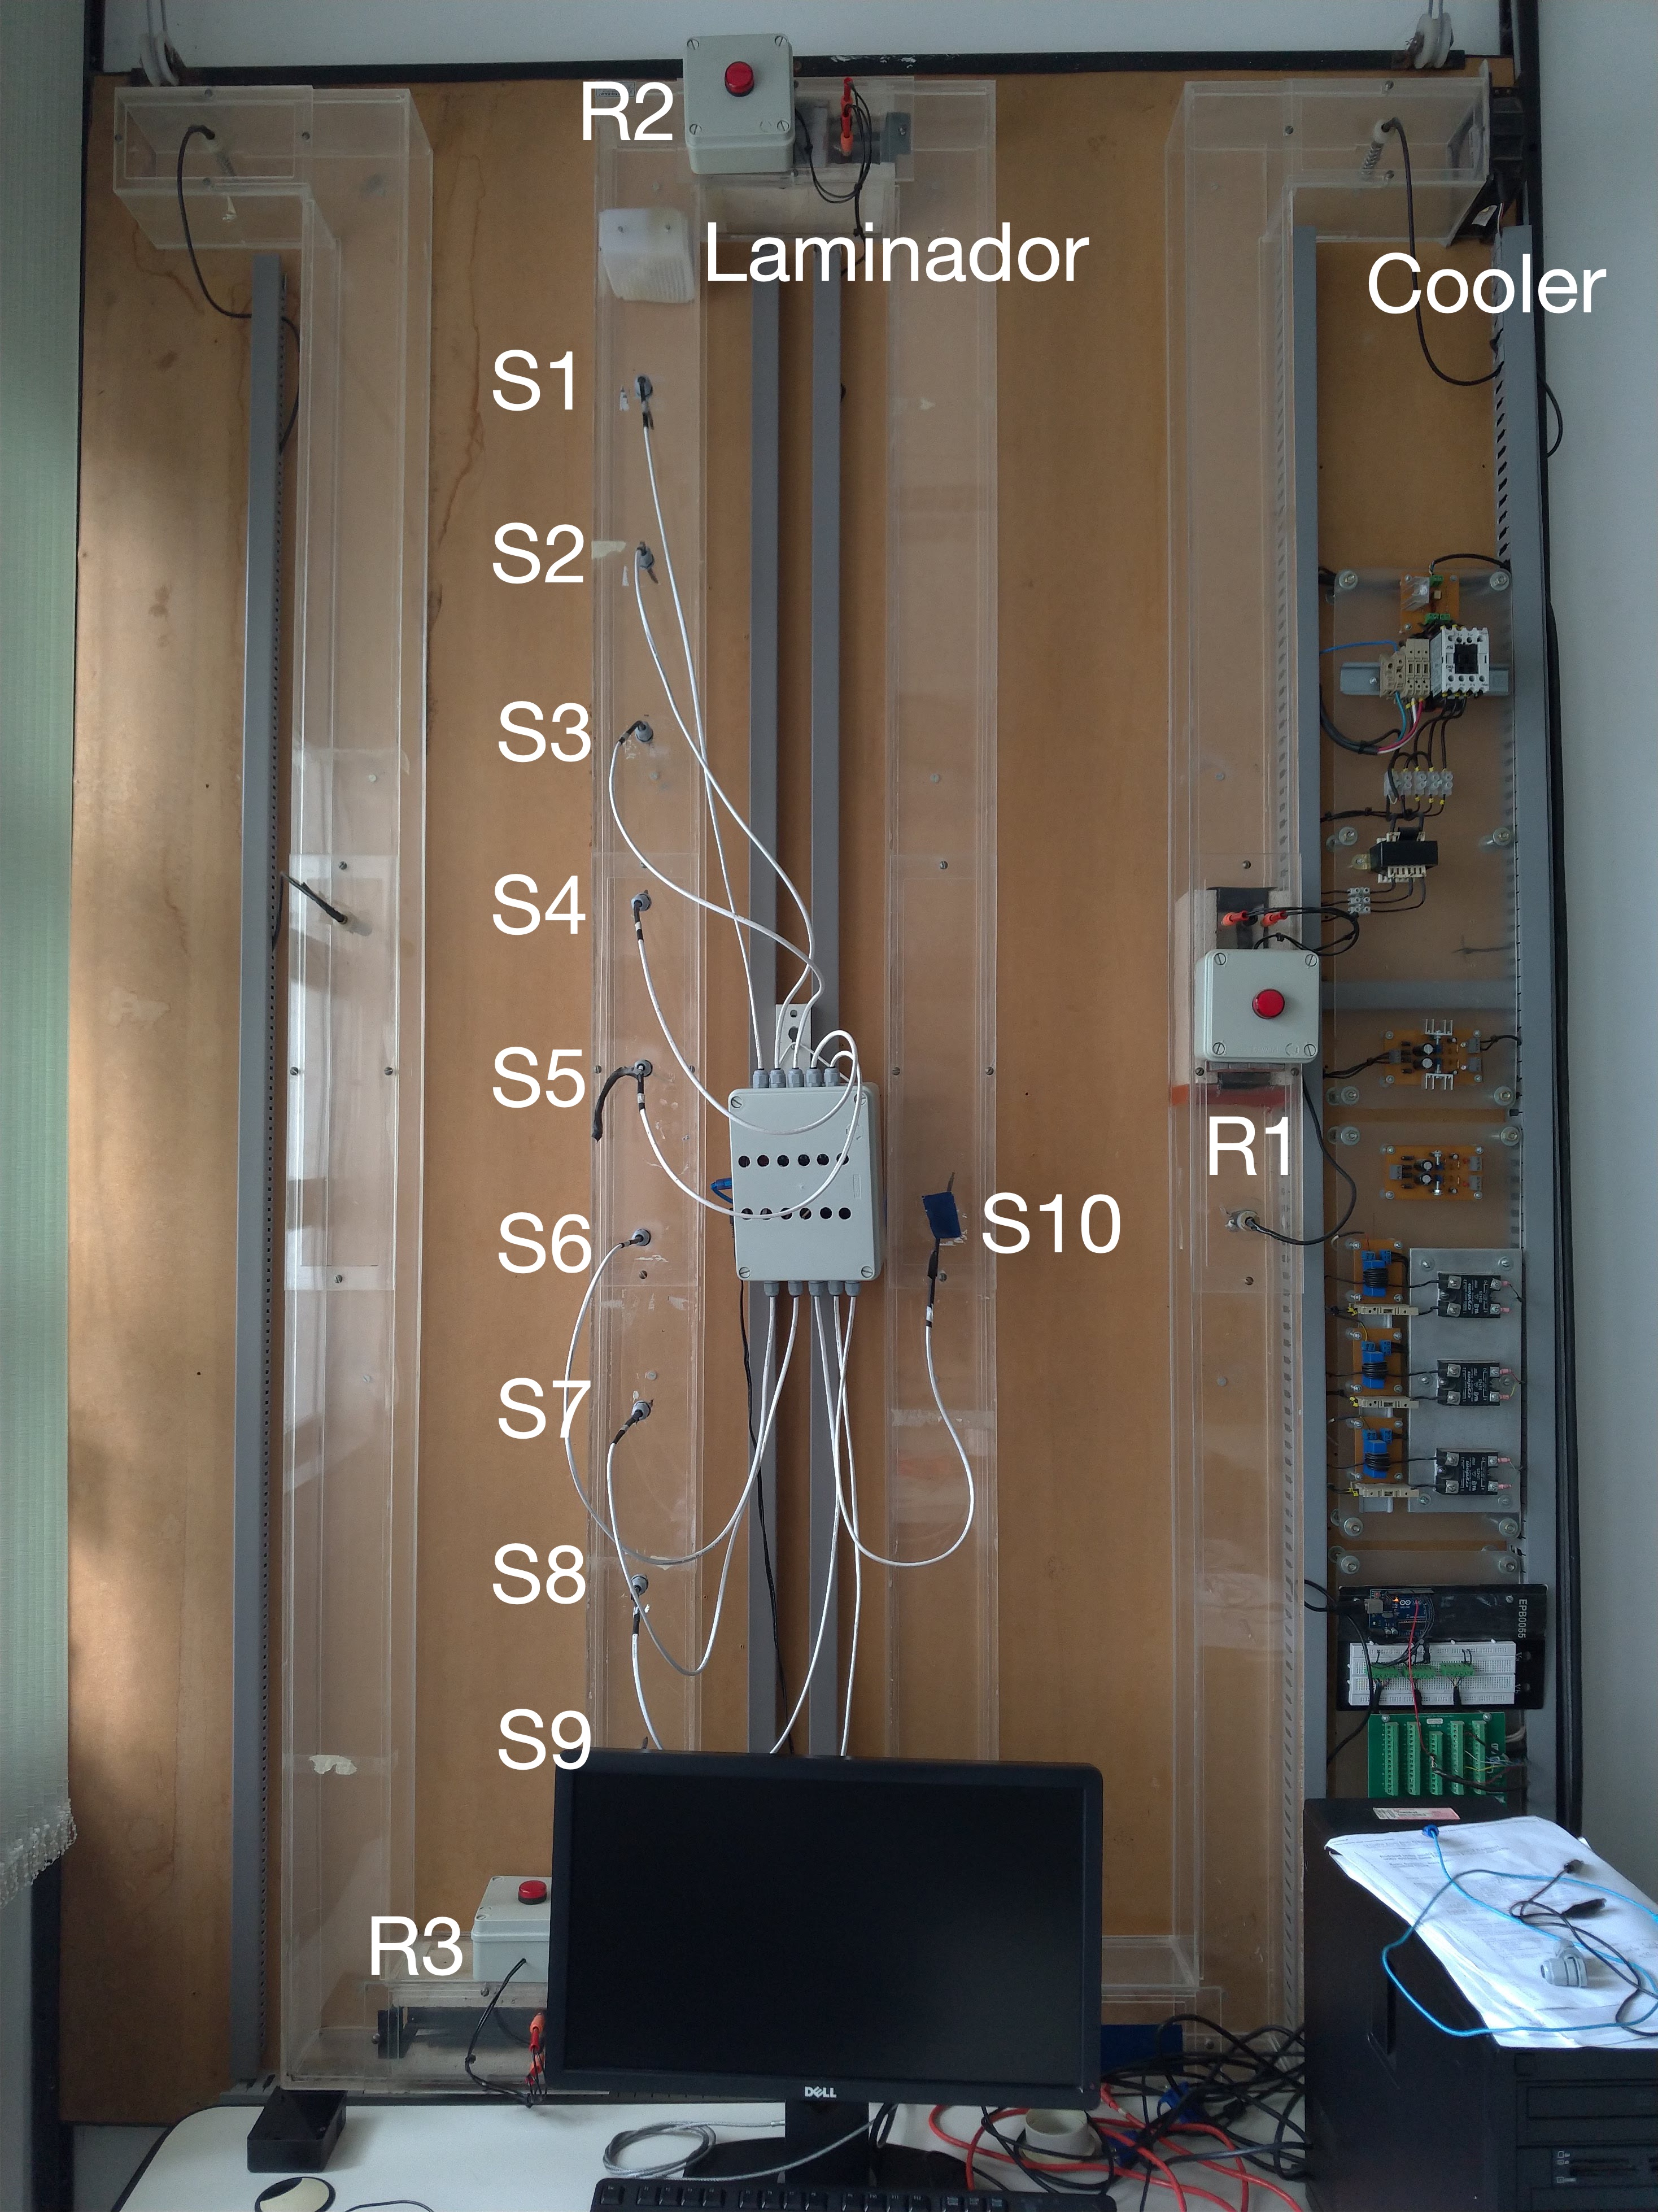 R2
Laminador
Cooler
S1
S2
S3
S4
S5
R1
S10
S6
S7
S8
EPB0055
S9
R3
DELL